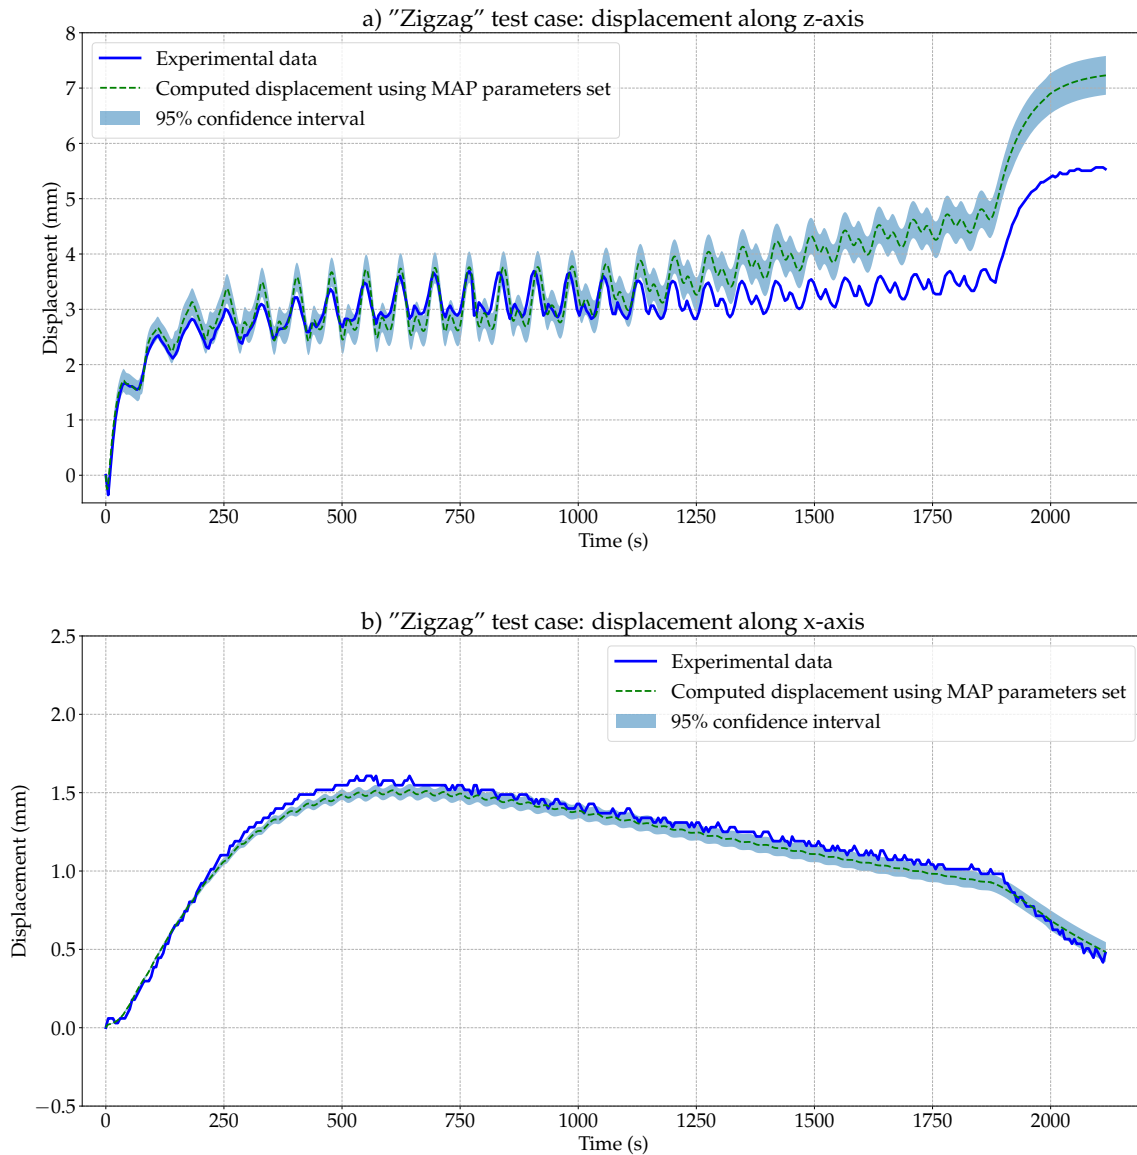 a) ”Zigzag” test case: displacement along z-axis
Experimental data
Computed displacement using MAP parameters set
95% confidence interval
Displacement (mm)
8
7
6
5
4
3
2
1
0
0 250 500 750 1000 1250 1500 1750 2000
Time (s)
b) ”Zigzag” test case: displacement along x-axis
Experimental data
Computed displacement using MAP parameters set
95% confidence interval
Displacement (mm)
2.5
2.0
1.5
1.0
0.5
0.0
−0.5
0 250 500 750 1000 1250 1500 1750 2000
Time (s)